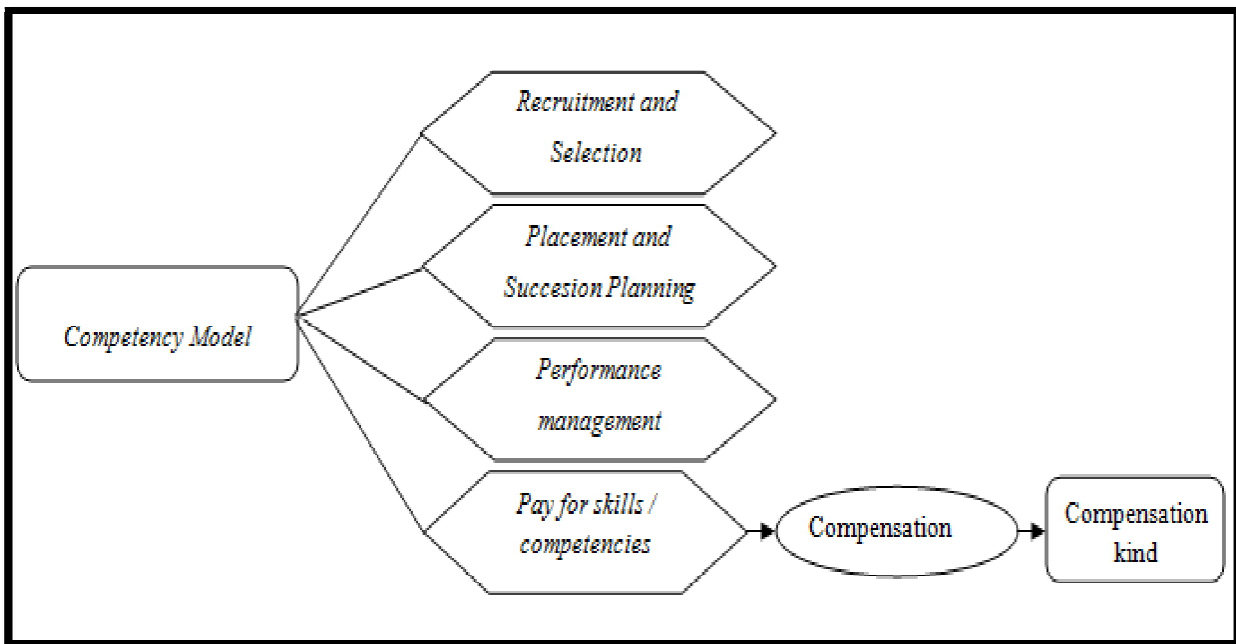 Recruitment and
Selection
Placement and
Succesion Planning
Competency Model
Performance
management
Pay for skills /
competencies
Compensation
Compensation
kind